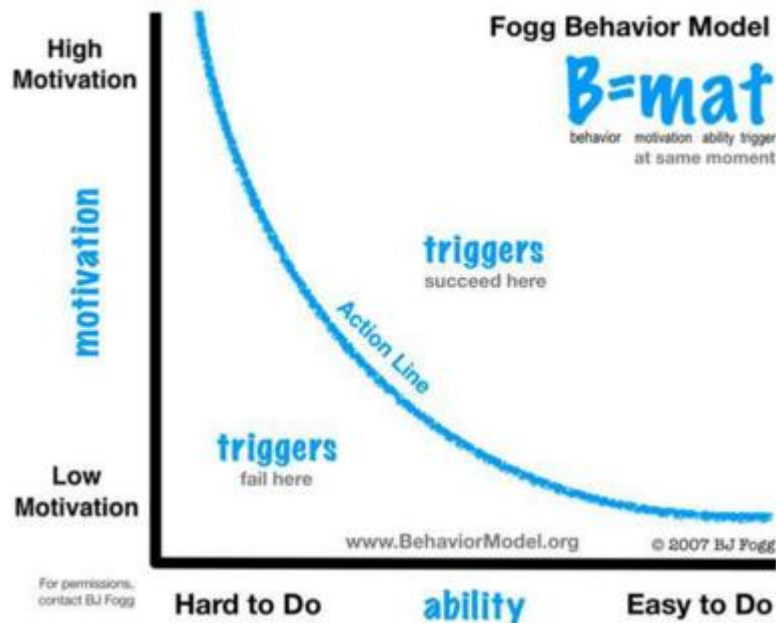 Fogg Behavior Model
B=mat
behavior motivation ability trigger
at same moment
High
Motivation
motivation
triggers
succeed here
Action Line
triggers
fail here
Low
Motivation
www.BehaviorModel.org
© 2007 BJ Fogg
For permissions,
contact BJ Fogg
Hard to Do
ability
Easy to Do